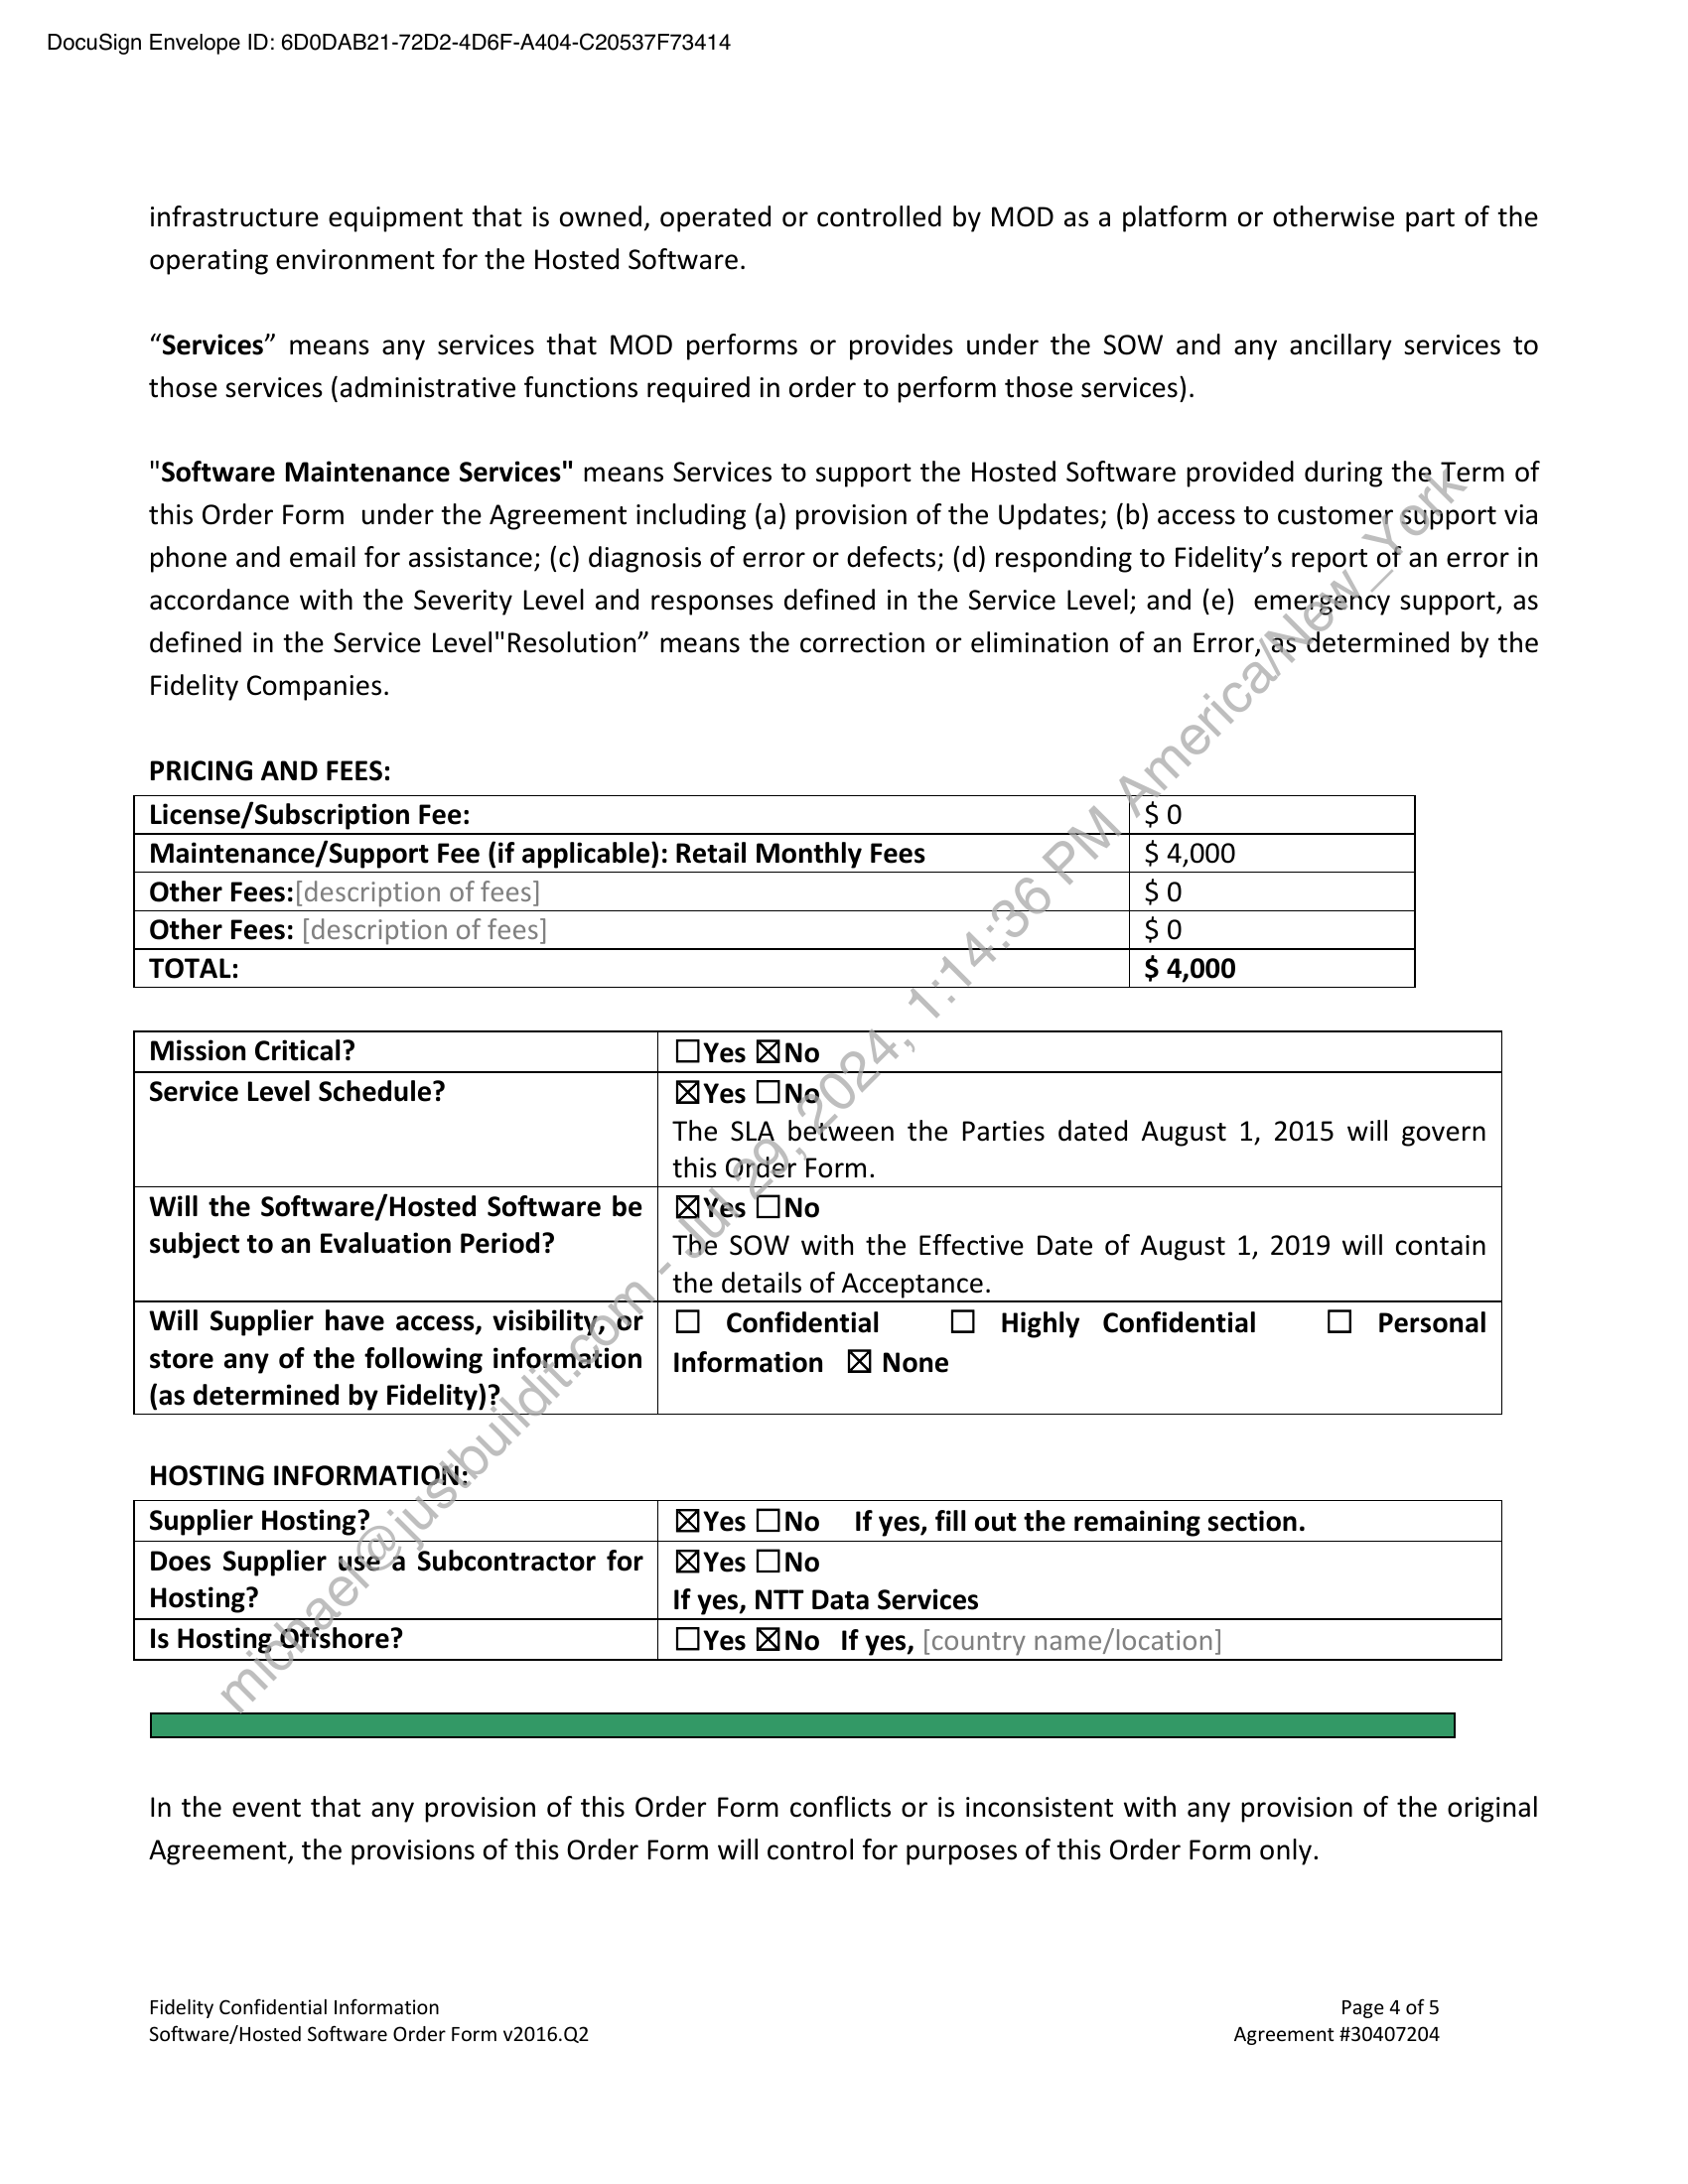 DocuSign Envelope ID: 6D0DAB21-72D2-4D6F-A404-C20537F73414
infrastructure equipment that is owned, operated or controlled by MOD as a platform or otherwise part of the
operating environment for the Hosted Software.
“Services” means any services that MOD performs or provides under the SOW and any ancillary services to
those services (administrative functions required in order to perform those services).
"Software Maintenance Services" means Services to support the Hosted Software provided during the Term of
this Order Form  under the Agreement including (a) provision of the Updates; (b) access to customer support via
phone and email for assistance; (c) diagnosis of error or defects; (d) responding to Fidelity’s report of an error in
accordance with the Severity Level and responses defined in the Service Level; and (e)  emergency support, as
defined in the Service Level"Resolution” means the correction or elimination of an Error, as determined by the
Fidelity Companies.
PRICING AND FEES:
License/Subscription Fee: $ 0
Maintenance/Support Fee (if applicable): Retail Monthly Fees $ 4,000
Other Fees:[description of fees] $ 0
Other Fees: [description of fees] $ 0
TOTAL: $ 4,000
Mission Critical? ☐Yes ☒No
Service Level Schedule? ☒Yes ☐No
The SLA between the Parties dated August 1, 2015 will govern
this Order Form.
Will the Software/Hosted Software be
subject to an Evaluation Period?
☒Yes ☐No
The SOW with the Effective Date of August 1, 2019 will contain
the details of Acceptance.
Will Supplier have access, visibility, or
store any of the following information
(as determined by Fidelity)?
☐ Confidential ☐ Highly Confidential ☐ Personal
Information ☒ None
HOSTING INFORMATION:
Supplier Hosting? ☒Yes ☐No If yes, fill out the remaining section.
Does Supplier use a Subcontractor for
Hosting?
☒Yes ☐No
If yes, NTT Data Services
Is Hosting Offshore? ☐Yes ☒No If yes, [country name/location]
In the event that any provision of this Order Form conflicts or is inconsistent with any provision of the original
Agreement, the provisions of this Order Form will control for purposes of this Order Form only.
Fidelity Confidential Information Page 4 of 5
Software/Hosted Software Order Form v2016.Q2 Agreement #30407204
michael@justbuildit.com - Jul 29, 2024, 1:14:36 PM America/New_York